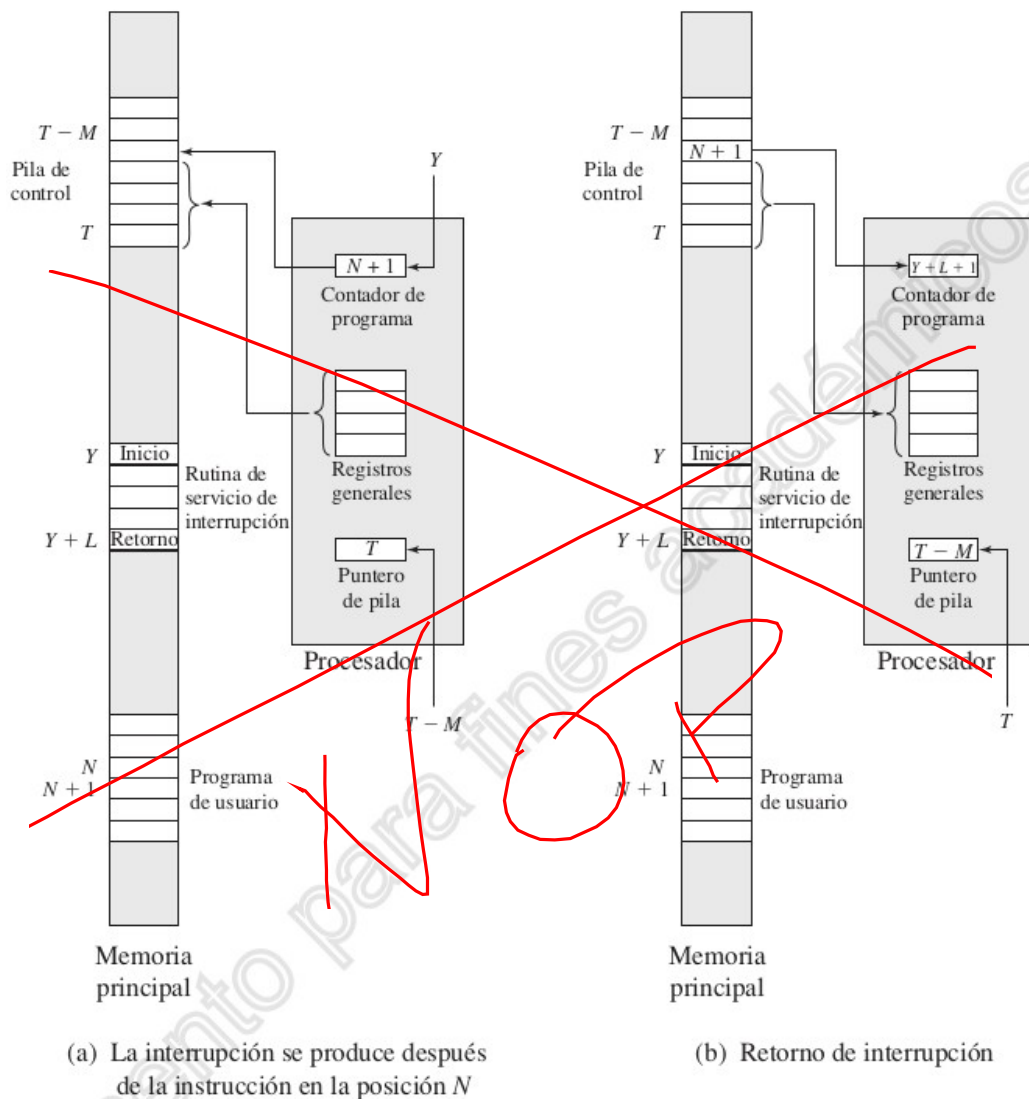 T − M
Pila de
control
T
Y
N + 1
Contador de
programa
Registros
generales
Y
Inicio
Rutina de
servicio de
interrupción
Y + L
Retorno
T
Puntero
de pila
Procesador
T − M
N
N + 1
Programa
de usuario
Memoria
principal
(a) La interrupción se produce después
de la instrucción en la posición N
T − M
N + 1
Pila de
control
T
Y + L + 1
Contador de
programa
Registros
generales
Y
Inicio
Rutina de
servicio de
interrupción
Y + L
Retorno
T − M
Puntero
de pila
Procesador
T
N
N + 1
Programa
de usuario
Memoria
principal
(b) Retorno de interrupción
para fines académicos